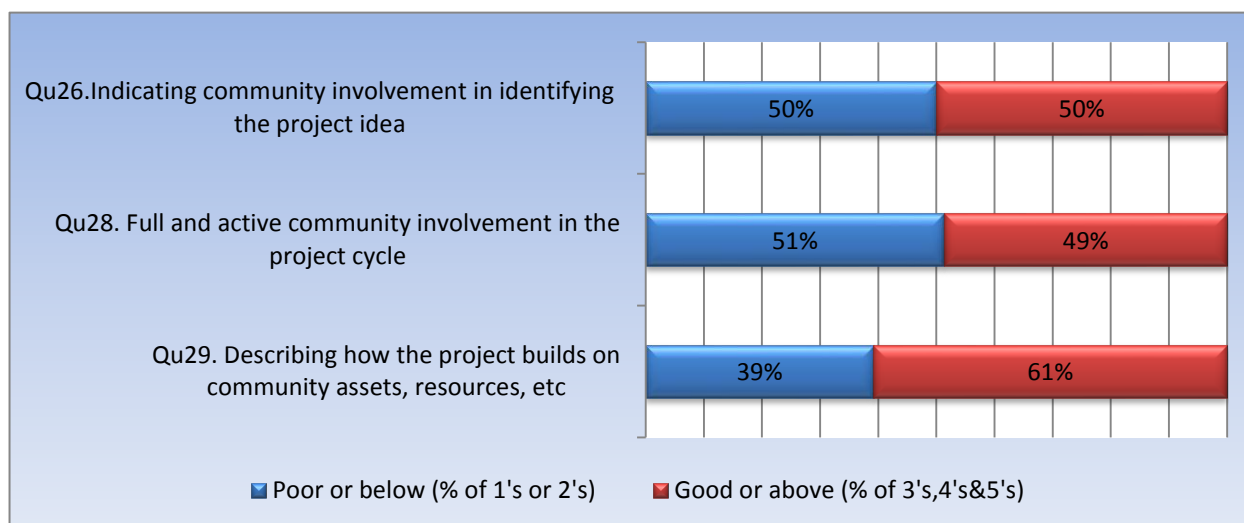 Qu26.Indicating community involvement in identifying
the project idea
50% 50%
Qu28. Full and active community involvement in the
project cycle
51% 49%
Qu29. Describing how the project builds on
community assets, resources, etc
39% 61%
Poor or below (% of 1's or 2's) Good or above (% of 3's,4's&5's)